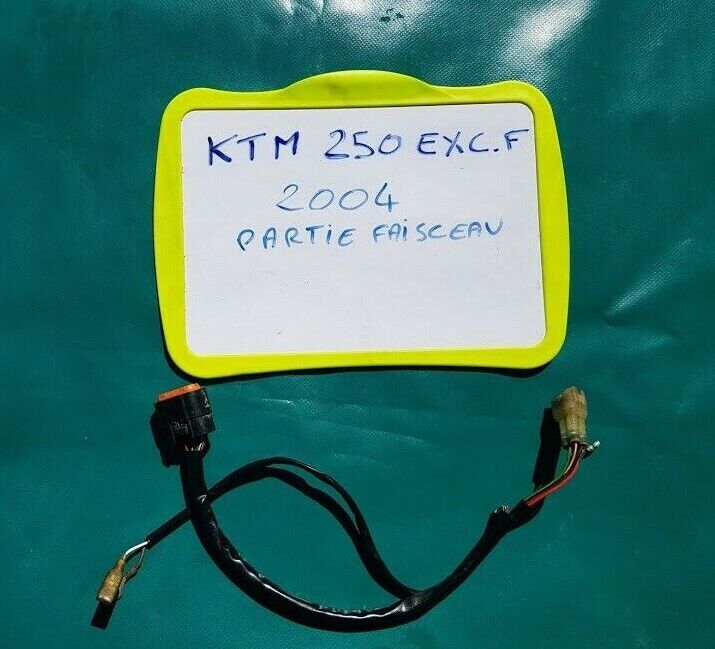 KTM 250 EXC.F
2004
PARTIE FAISCEAU